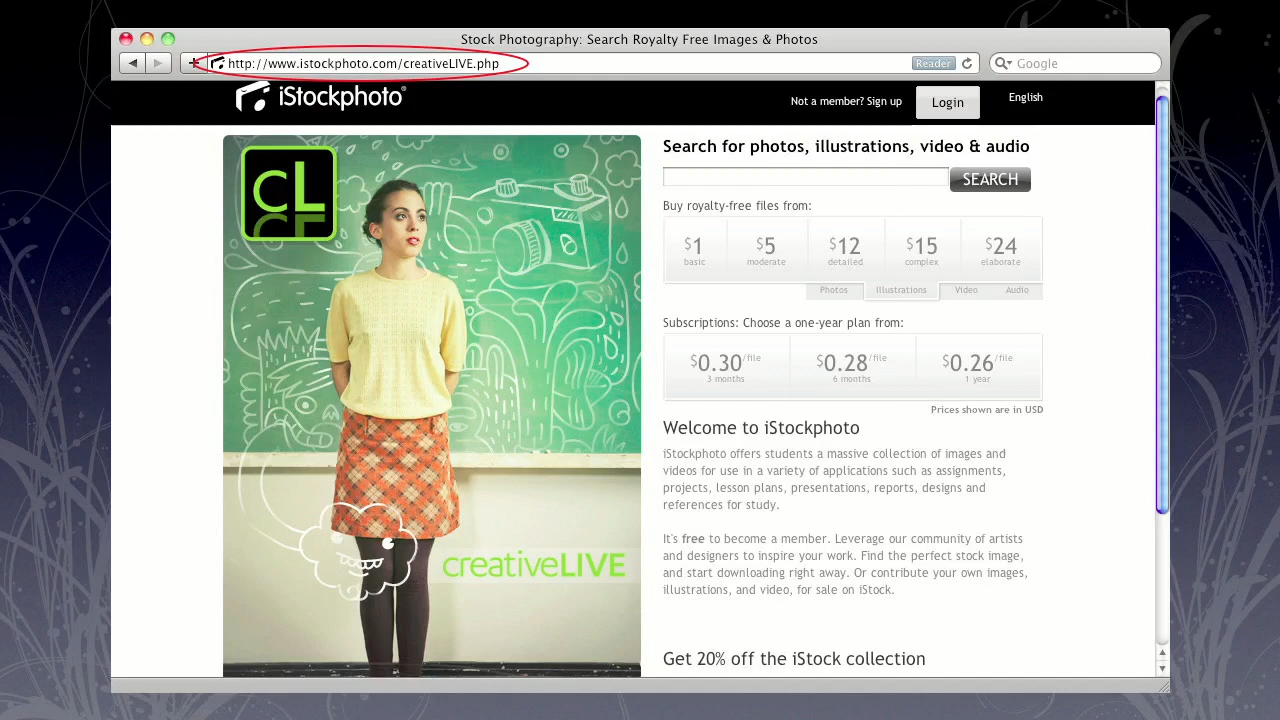 Stock Photography: Search Royalty Free Images & Photos
http://www.istockphoto.com/creativeLIVE.php
Reader
Google
iStockphoto®
Not a member? Sign up
Login
English
CL
Search for photos, illustrations, video & audio
SEARCH
Buy royalty-free files from:
$1 $5 $12 $15 $24
basic moderate detailed complex elaborate
Photos Illustrations Video Audio
Subscriptions: Choose a one-year plan from:
$0.30/file $0.28/file $0.26/file
3 months 6 months 1 year
Prices shown are in USD
Welcome to iStockphoto
iStockphoto offers students a massive collection of images and
videos for use in a variety of applications such as assignments,
projects, lesson plans, presentations, reports, designs and
references for study.
It's free to become a member. Leverage our community of artists
and designers to inspire your work. Find the perfect stock image,
and start downloading right away. Or contribute your own images,
illustrations, and video, for sale on iStock.
creativeLIVE
Get 20% off the iStock collection